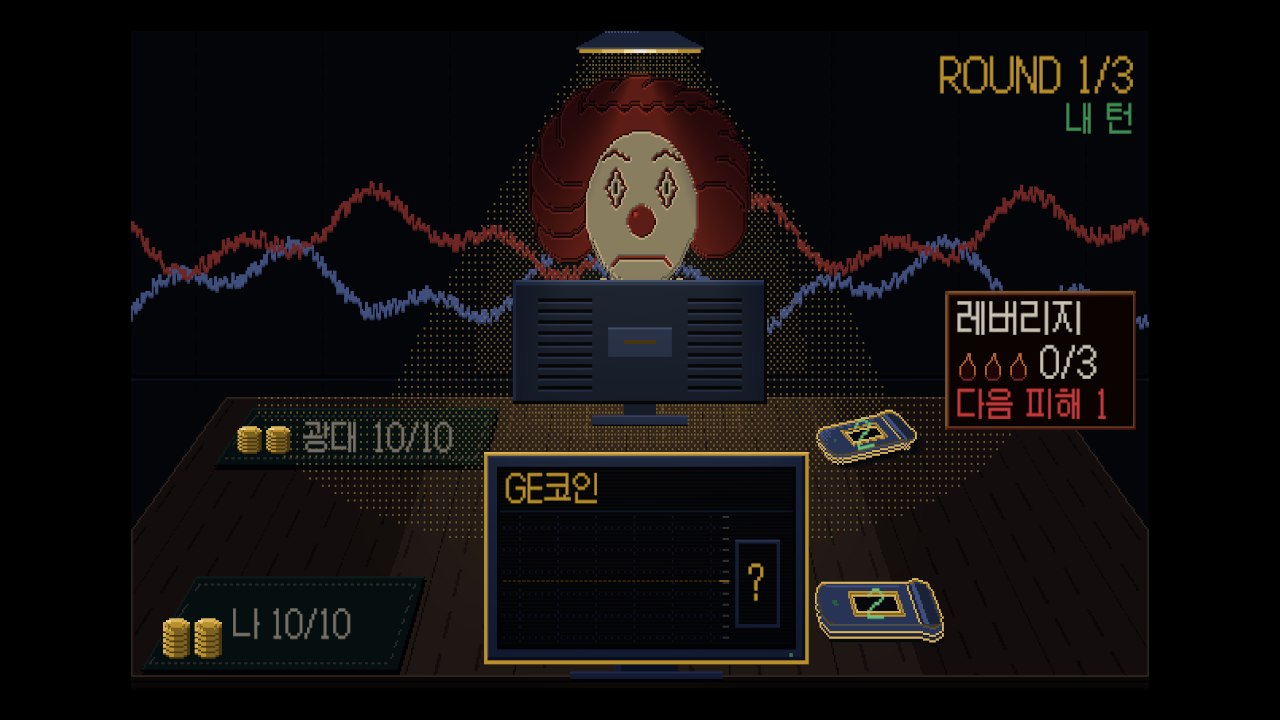 ROUND 1/3
내 턴
레버리지
0/3
다음 피해 1
광대 10/10
2
GE코인
?
나 10/10
2